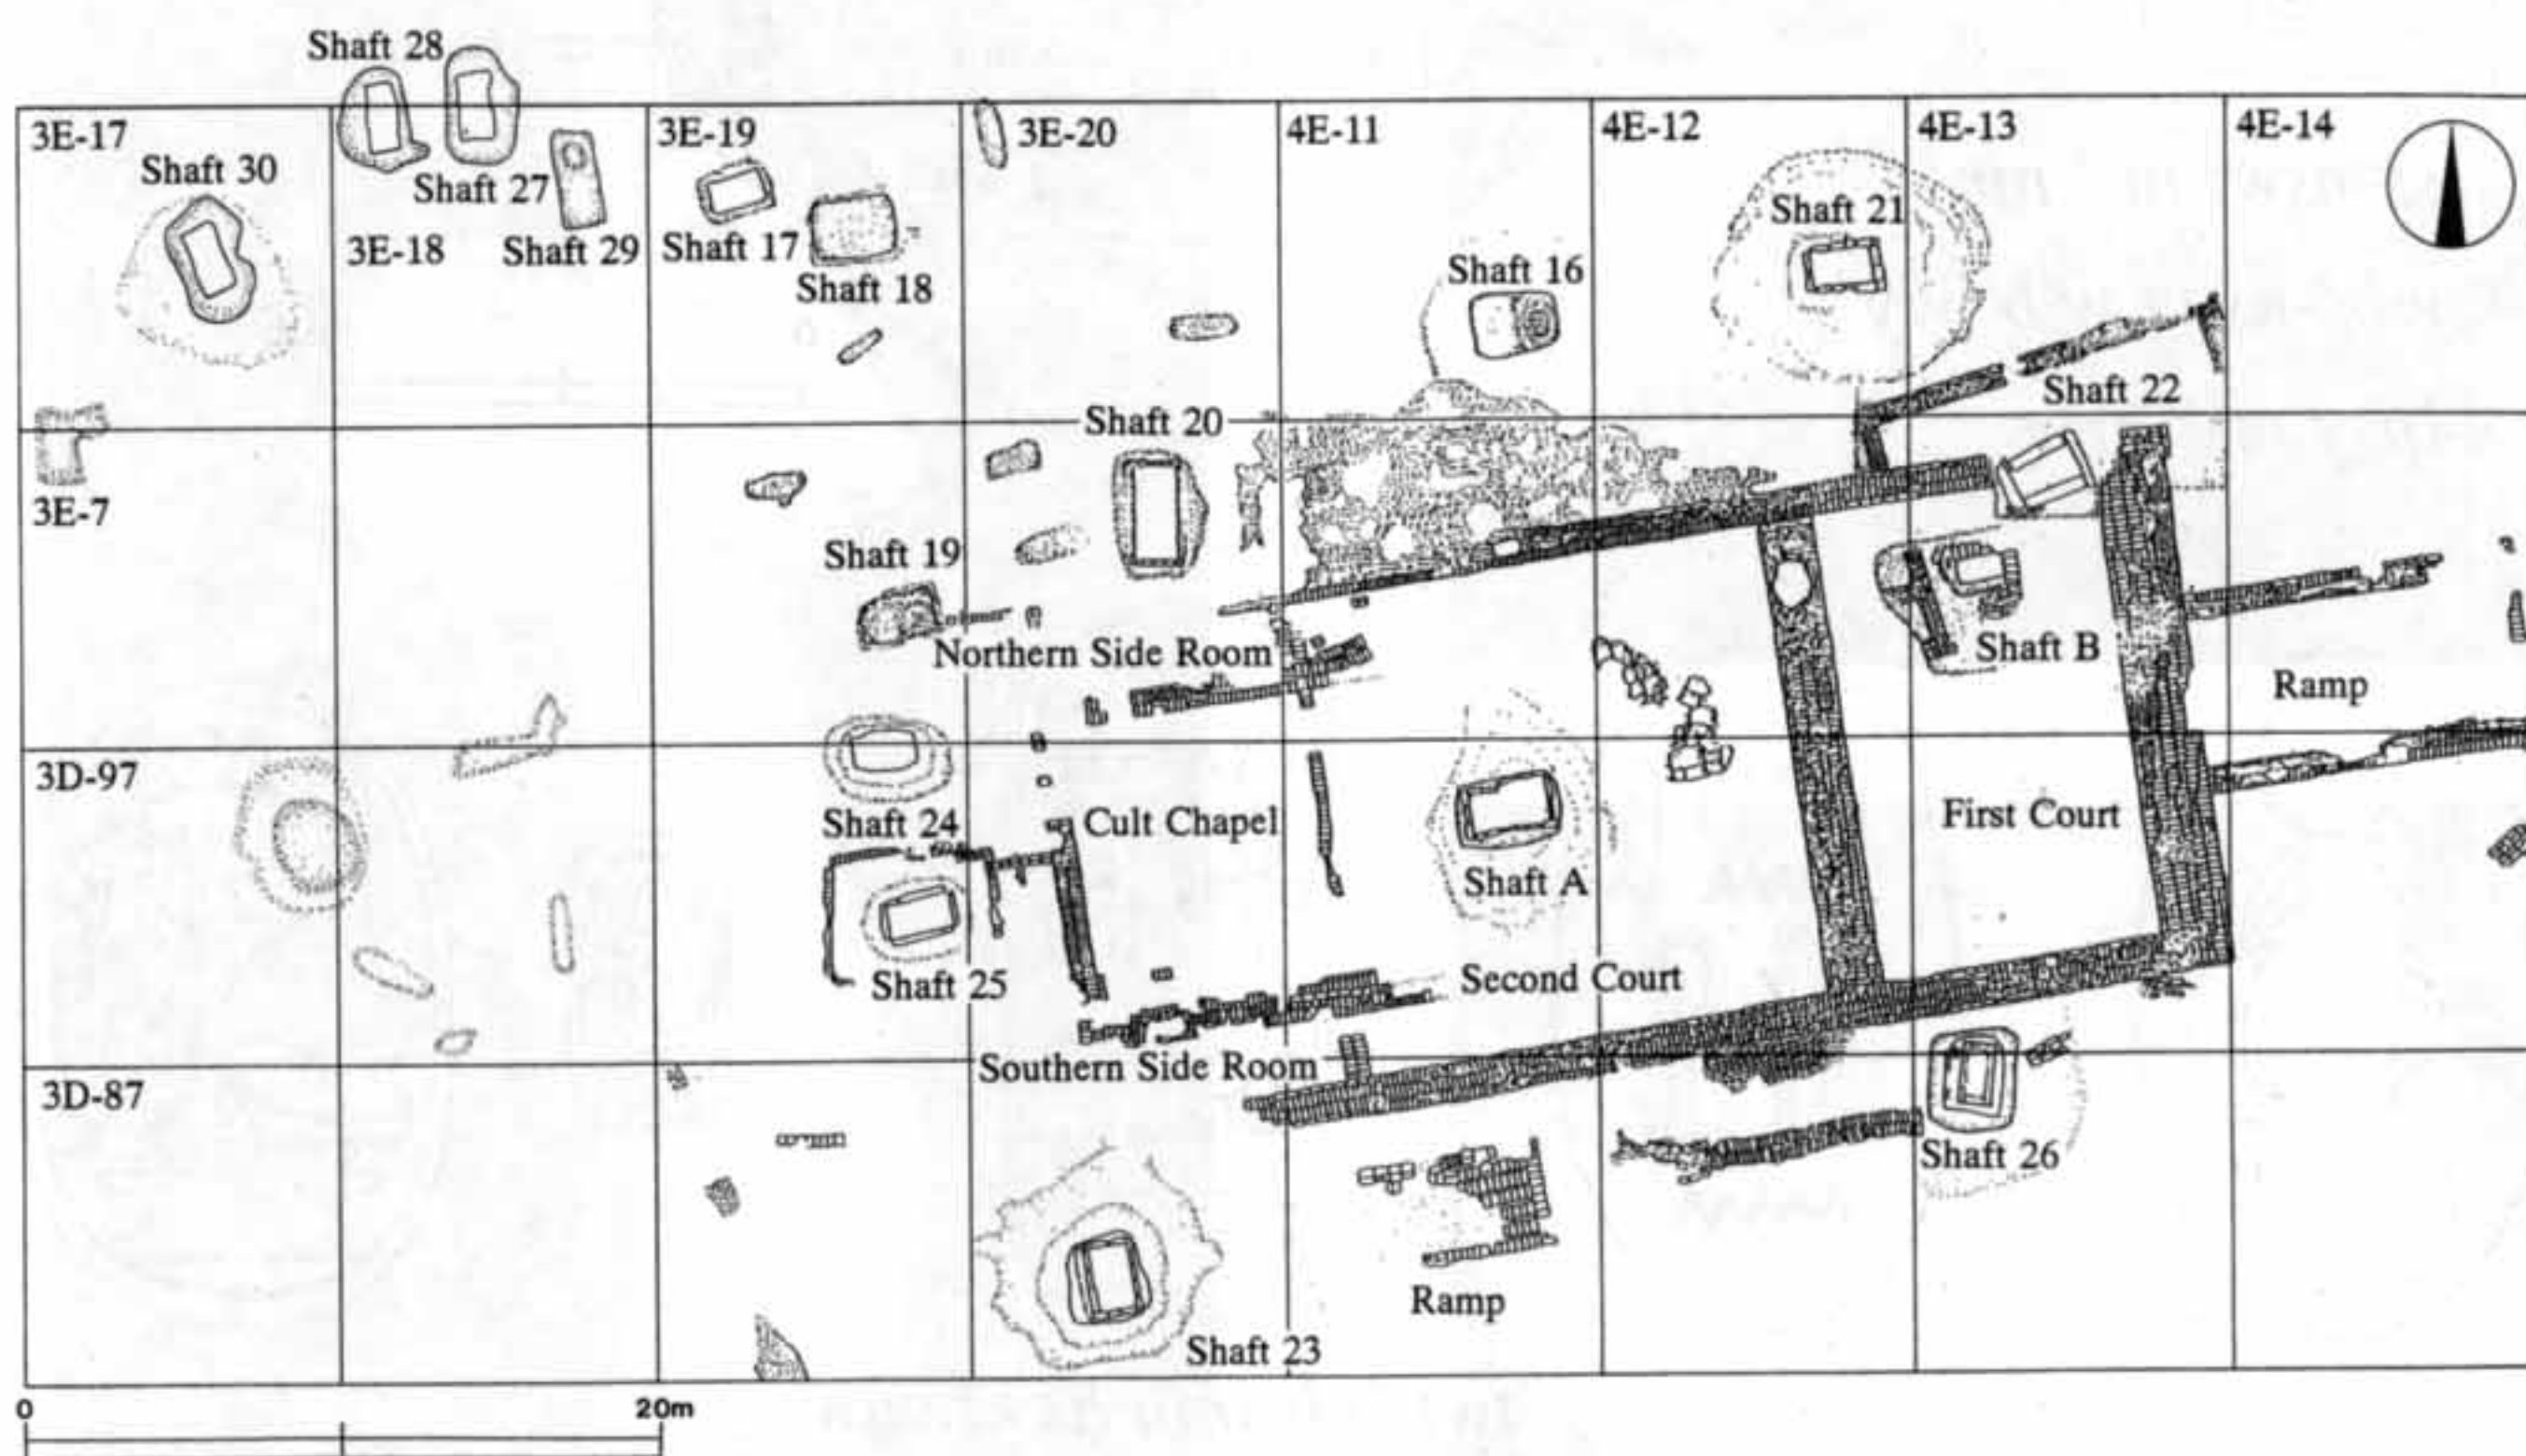 Shaft 28
3E-17
3E-19
3E-20
4E-11
4E-12
4E-13
4E-14
Shaft 30
Shaft 27
Shaft 21
3E-18
Shaft 29
Shaft 17
Shaft 16
Shaft 18
Shaft 22
Shaft 20
3E-7
Shaft 19
Northern Side Room
Shaft B
Ramp
3D-97
Shaft 24
Cult Chapel
First Court
Shaft A
Shaft 25
Second Court
Southern Side Room
3D-87
Shaft 26
Ramp
Shaft 23
0
20m